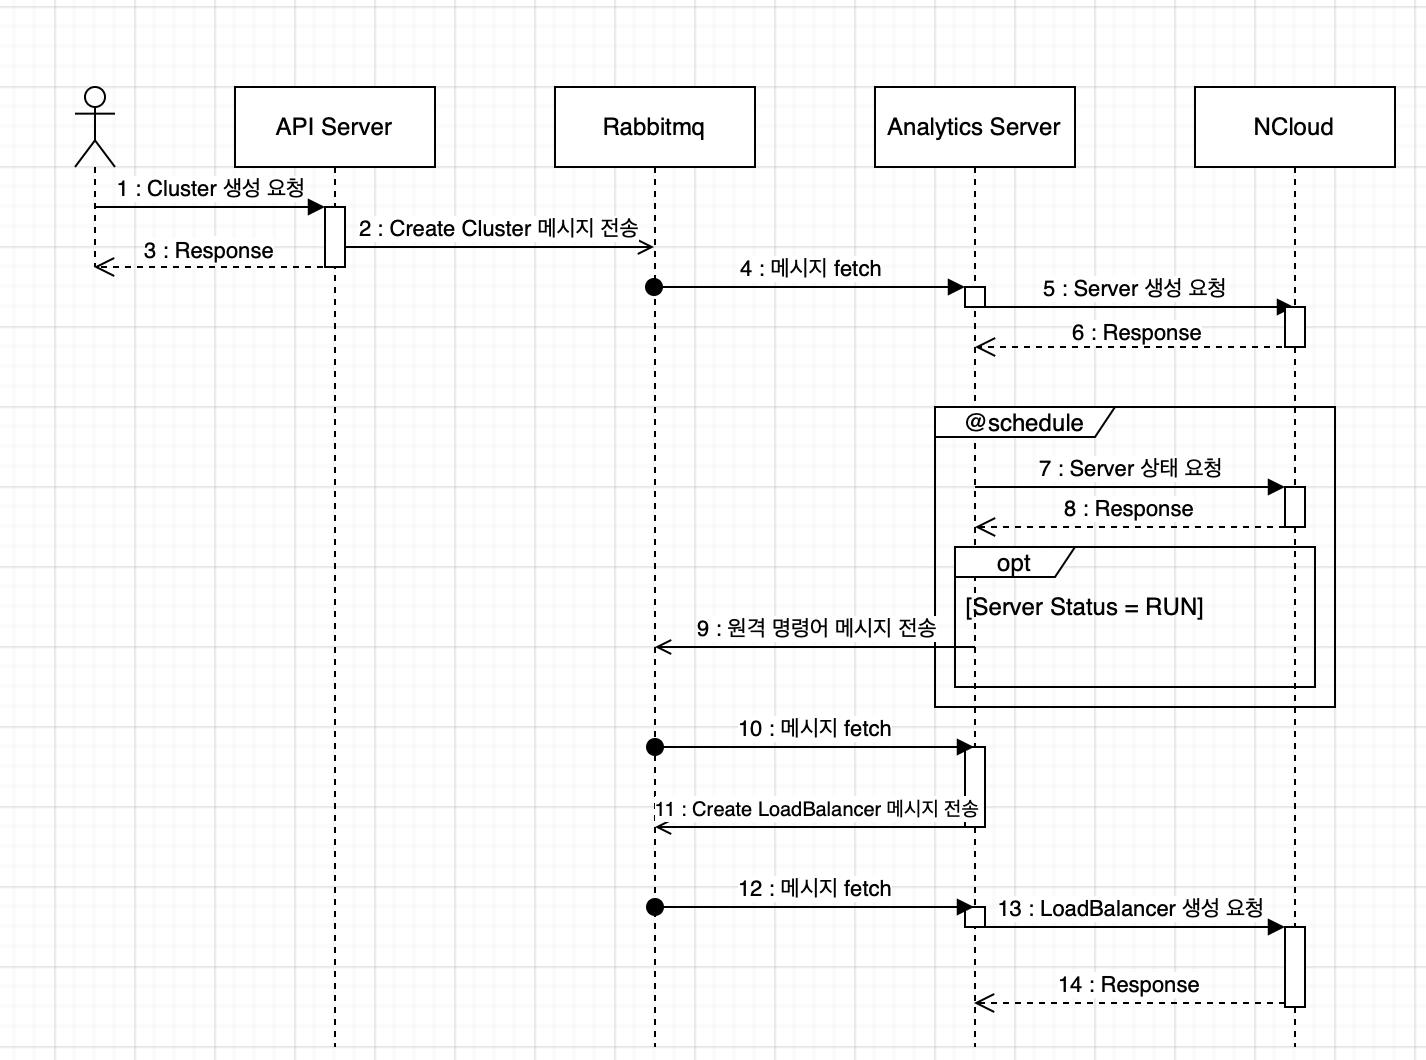 API Server
Rabbitmq
Analytics Server
NCloud
1 : Cluster 생성 요청
2 : Create Cluster 메시지 전송
3 : Response
4 : 메시지 fetch
5 : Server 생성 요청
6 : Response
@schedule
7 : Server 상태 요청
8 : Response
opt
[Server Status = RUN]
9 : 원격 명령어 메시지 전송
10 : 메시지 fetch
11 : Create LoadBalancer 메시지 전송
12 : 메시지 fetch
13 : LoadBalancer 생성 요청
14 : Response